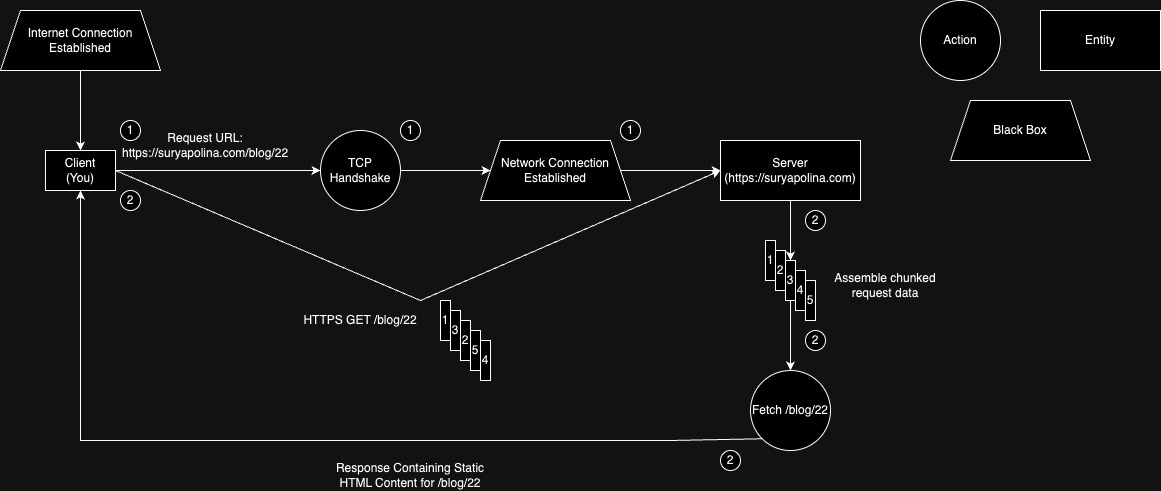 Internet Connection
Established
Action
Entity
Black Box
1
Request URL:
https://suryapolina.com/blog/22
1
1
Client
(You)
TCP
Handshake
Network Connection
Established
Server
(https://suryapolina.com)
2
2
1
2
3
4
5
Assemble chunked
request data
HTTPS GET /blog/22
1
3
2
5
4
2
Fetch /blog/22
2
Response Containing Static
HTML Content for /blog/22